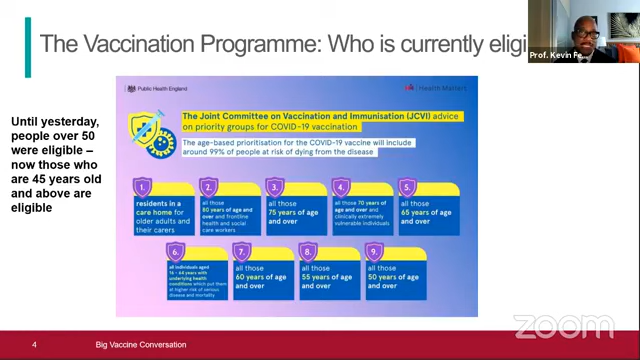 The Vaccination Programme: Who is currently eligi
Prof. Kevin Fe
Until yesterday,
people over 50
were eligible –
now those who
are 45 years old
and above are
eligible
Public Health England
Health Matters
The Joint Committee on Vaccination and Immunisation (JCVI) advice
on priority groups for COVID-19 vaccination
The age-based prioritisation for the COVID-19 vaccine will include
around 99% of people at risk of dying from the disease
1.
residents in a
care home for
older adults and
their carers
2.
all those
80 years of age and
over and frontline
health and social
care workers
3.
all those
75 years of age
and over
4.
all those 70 years of
age and over and
clinically extremely
vulnerable individuals
5.
all those
65 years of age
and over
6.
all individuals aged
16 – 64 years with
underlying health
conditions which put them
at higher risk of serious
disease and mortality
7.
all those
60 years of age
and over
8.
all those
55 years of age
and over
9.
all those
50 years of age
and over
zoom
4
Big Vaccine Conversation